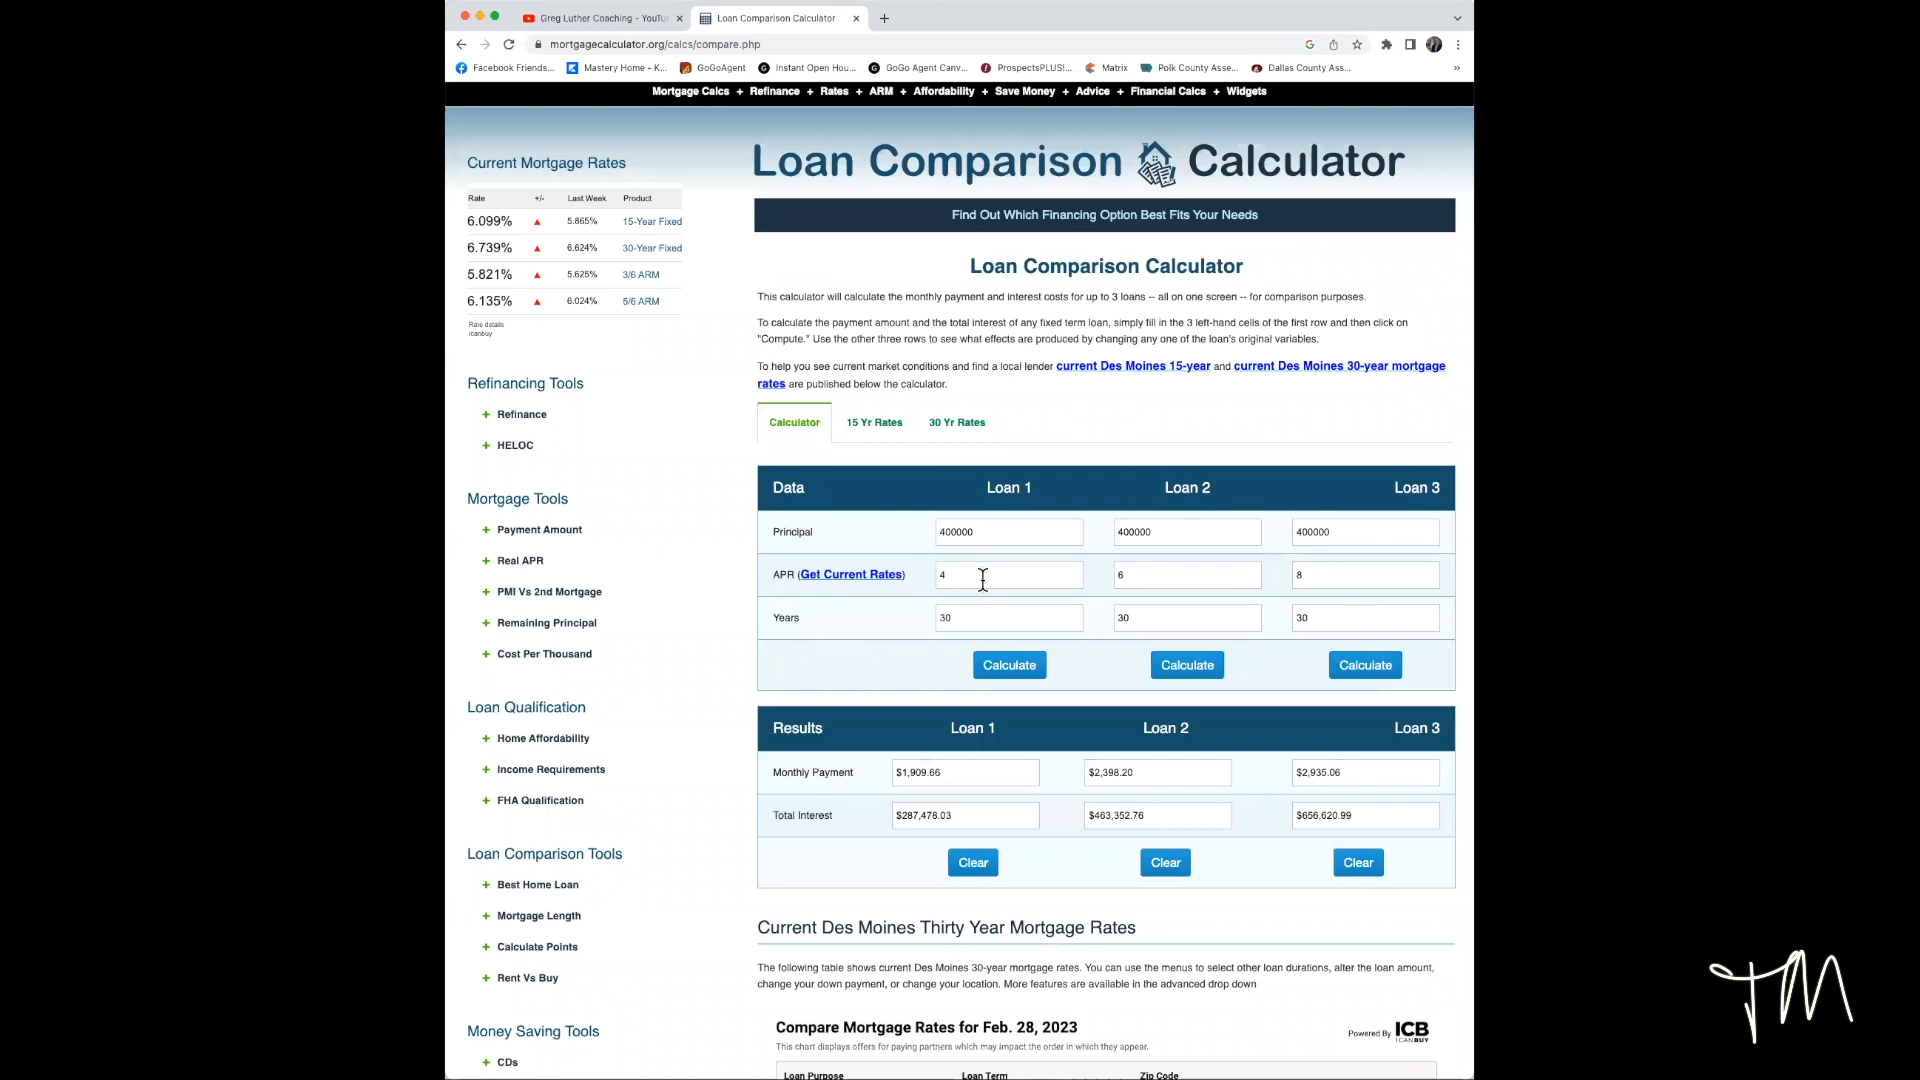 Greg Luther Coaching - YouTu
Loan Comparison Calculator
mortgagecalculator.org/calcs/compare.php
Facebook Friends...
Mastery Home - K...
GoGoAgent
Instant Open Hou...
GoGo Agent Canv...
ProspectsPLUS!...
Matrix
Polk County Asse...
Dallas County Ass...
Mortgage Calcs + Refinance + Rates + ARM + Affordability + Save Money + Advice + Financial Calcs + Widgets
Current Mortgage Rates
Rate +/- Last Week Product
6.099% 5.865% 15-Year Fixed
6.739% 6.624% 30-Year Fixed
5.821% 5.625% 3/6 ARM
6.135% 6.024% 5/6 ARM
Rate details
icanbuy
Refinancing Tools
+ Refinance
+ HELOC
Mortgage Tools
+ Payment Amount
+ Real APR
+ PMI Vs 2nd Mortgage
+ Remaining Principal
+ Cost Per Thousand
Loan Qualification
+ Home Affordability
+ Income Requirements
+ FHA Qualification
Loan Comparison Tools
+ Best Home Loan
+ Mortgage Length
+ Calculate Points
+ Rent Vs Buy
Money Saving Tools
+ CDs
Loan Comparison Calculator
Find Out Which Financing Option Best Fits Your Needs
Loan Comparison Calculator
This calculator will calculate the monthly payment and interest costs for up to 3 loans -- all on one screen -- for comparison purposes.
To calculate the payment amount and the total interest of any fixed term loan, simply fill in the 3 left-hand cells of the first row and then click on
"Compute." Use the other three rows to see what effects are produced by changing any one of the loan's original variables.
To help you see current market conditions and find a local lender current Des Moines 15-year and current Des Moines 30-year mortgage
rates are published below the calculator.
Calculator 15 Yr Rates 30 Yr Rates
Data Loan 1 Loan 2 Loan 3
Principal 400000 400000 400000
APR (Get Current Rates) 4 6 8
Years 30 30 30
Calculate Calculate Calculate
Results Loan 1 Loan 2 Loan 3
Monthly Payment $1,909.66 $2,398.20 $2,935.06
Total Interest $287,478.03 $463,352.76 $656,620.99
Clear Clear Clear
Current Des Moines Thirty Year Mortgage Rates
The following table shows current Des Moines 30-year mortgage rates. You can use the menus to select other loan durations, alter the loan amount,
change your down payment, or change your location. More features are available in the advanced drop down
Compare Mortgage Rates for Feb. 28, 2023
Powered By ICB
ICANBUY
This chart displays offers for paying partners which may impact the order in which they appear.
Loan Purpose Loan Term Zip Code
TM